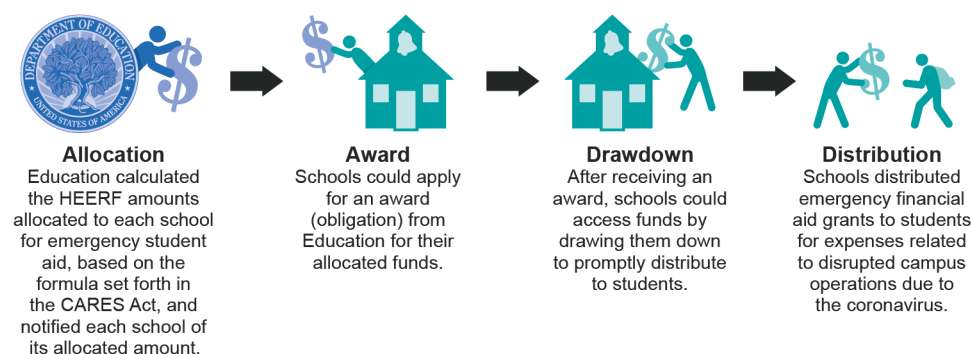 DEPARTMENT OF EDUCATION
UNITED STATES OF AMERICA
$
$
$
$
Allocation
Education calculated
the HEERF amounts
allocated to each school
for emergency student
aid, based on the
formula set forth in
the CARES Act, and
notified each school of
its allocated amount.
Award
Schools could apply
for an award
(obligation) from
Education for their
allocated funds.
Drawdown
After receiving an
award, schools could
access funds by
drawing them down
to promptly distribute
to students.
Distribution
Schools distributed
emergency financial
aid grants to students
for expenses related
to disrupted campus
operations due to
the coronavirus.